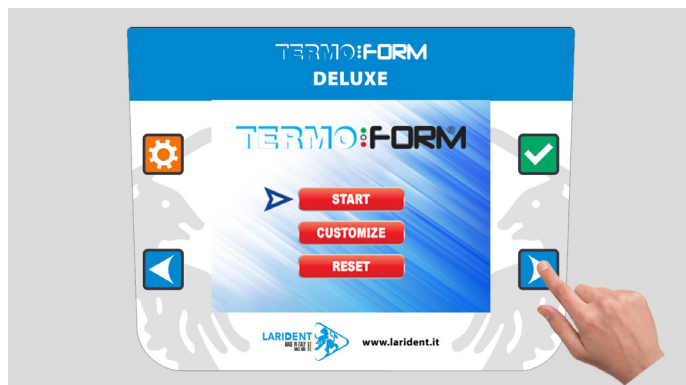 TERMO:FORM
DELUXE
TERMO:FORM®
START
CUSTOMIZE
RESET
LARIDENT
MADE IN ITALY
www.larident.it